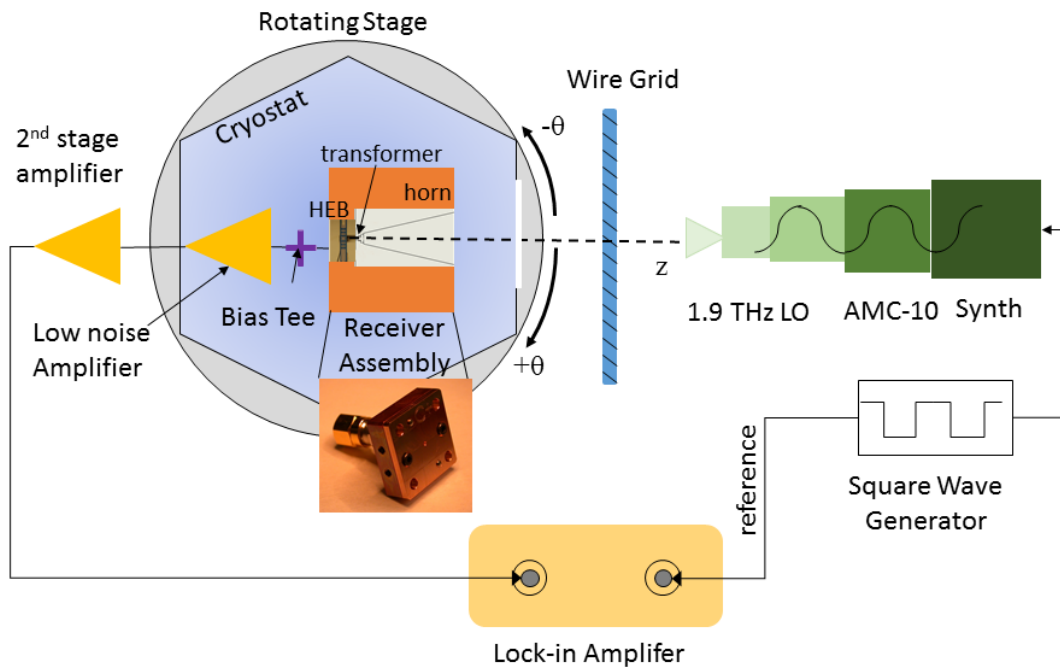 Rotating Stage
Wire Grid
Cryostat
-θ
2nd stage
amplifier
transformer
horn
HEB
z
1.9 THz LO
AMC-10
Synth
Low noise
Amplifier
Bias Tee
Receiver
Assembly
+θ
reference
Square Wave
Generator
Lock-in Amplifer